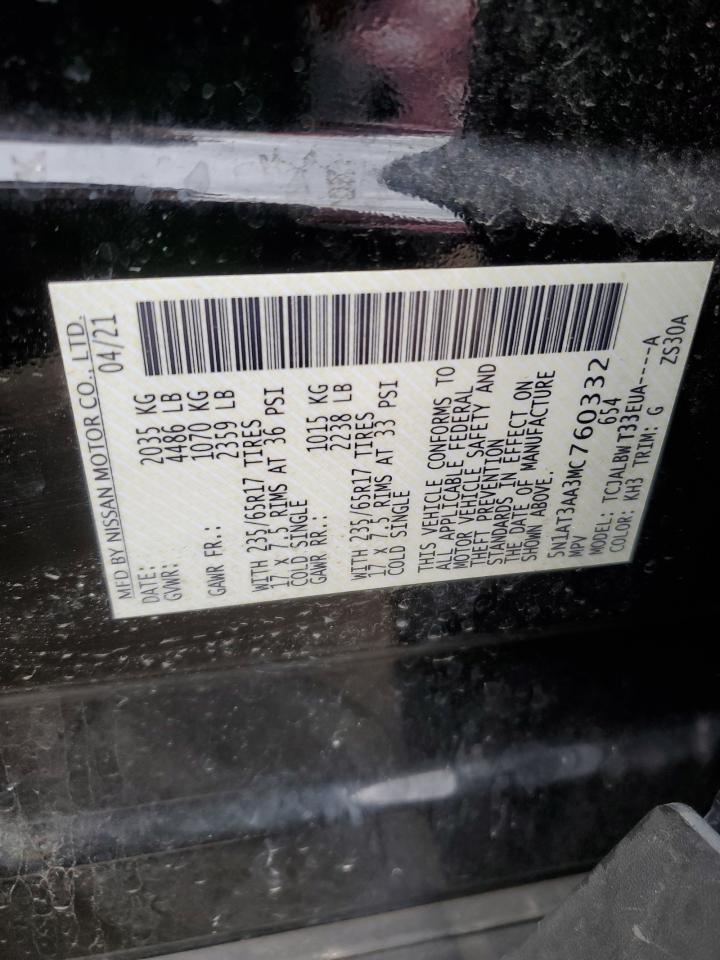 MFD BY NISSAN MOTOR CO., LTD.
DATE: 04/21
GVWR: 2035 KG
4486 LB
GAWR FR.: 1070 KG
2359 LB
WITH 235/65R17 TIRES
17 X 7.5 RIMS AT 36 PSI
COLD SINGLE
GAWR RR.: 1015 KG
2238 LB
WITH 235/65R17 TIRES
17 X 7.5 RIMS AT 33 PSI
COLD SINGLE
THIS VEHICLE CONFORMS TO
ALL APPLICABLE FEDERAL
MOTOR VEHICLE SAFETY AND
THEFT PREVENTION
STANDARDS IN EFFECT ON
THE DATE OF MANUFACTURE
SHOWN ABOVE.
5N1AT3AA3MC760332
MPV 654
MODEL: TCJALBWT33EUA----A
COLOR: KH3 TRIM: G
ZS30A